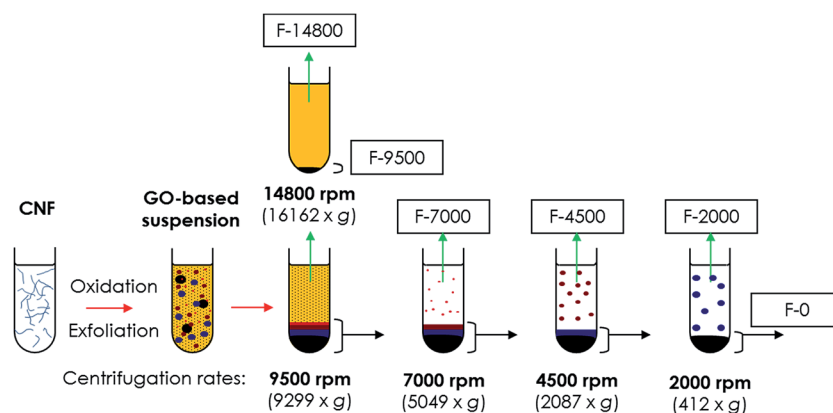 F-14800
F-9500
CNF
GO-based
suspension
14800 rpm
(16162 x g)
F-7000
F-4500
F-2000
Oxidation
Exfoliation
F-0
Centrifugation rates:
9500 rpm
(9299 x g)
7000 rpm
(5049 x g)
4500 rpm
(2087 x g)
2000 rpm
(412 x g)